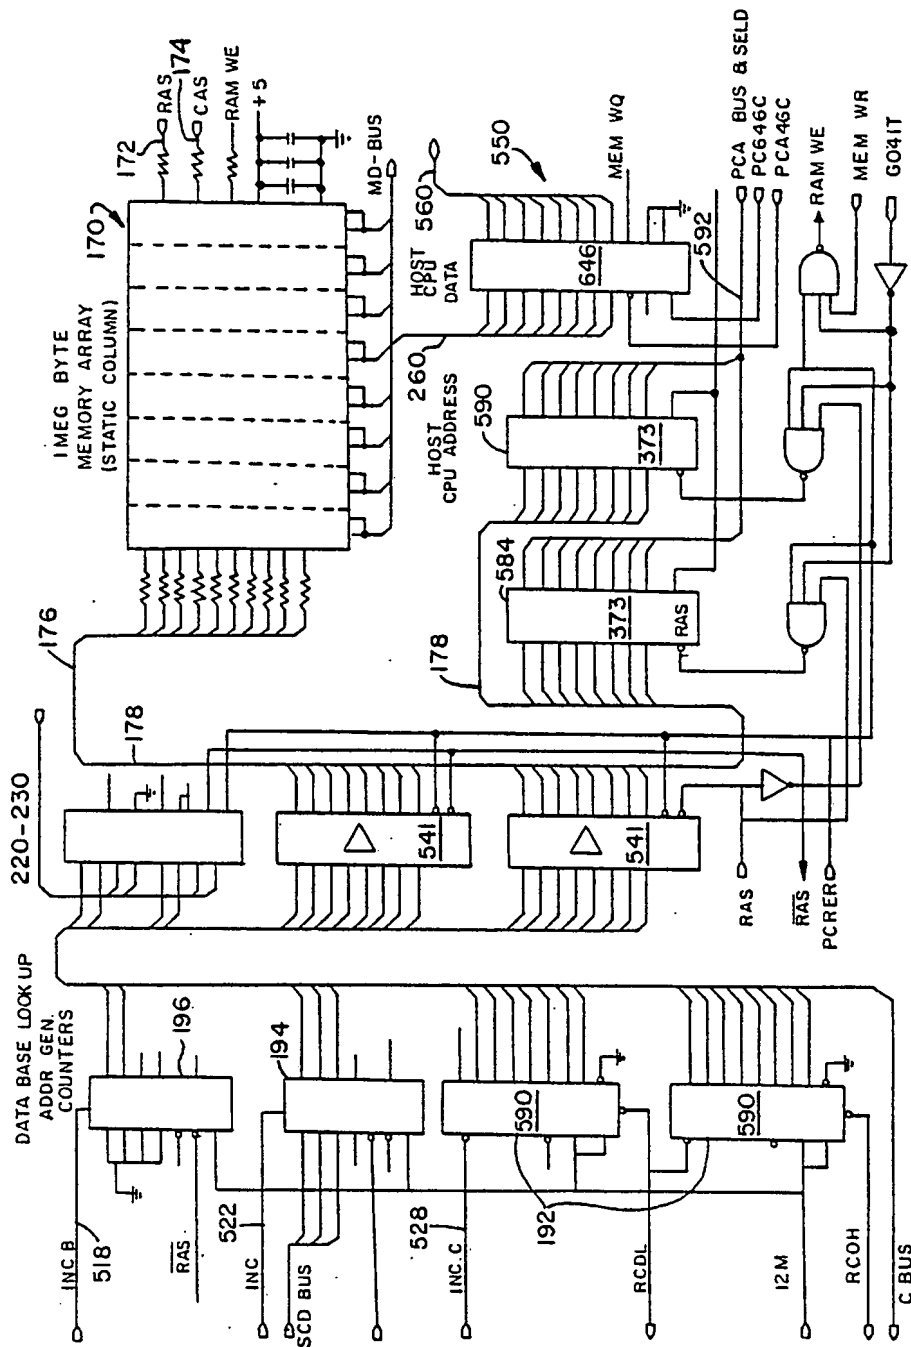 DATA BASE LOOK UP
ADDR GEN.
COUNTERS
INC B
518
196
RAS
INC
522
194
SCD BUS
INC. C
528
590
192
RCDL
590
12M
RCOH
C BUS
220-230
178
541
541
RAS
RAS
PCRER
176
1MEG BYTE
MEMORY ARRAY
(STATIC COLUMN)
170
172
RAS
174
CAS
RAM WE
+5
MD-BUS
260
HOST
CPU
DATA
560
646
550
MEM WQ
HOST
CPU ADDRESS
590
373
592
PCA BUS & SELD
PC646C
PCA46C
178
584
373
RAS
RAM WE
MEM WR
G041T